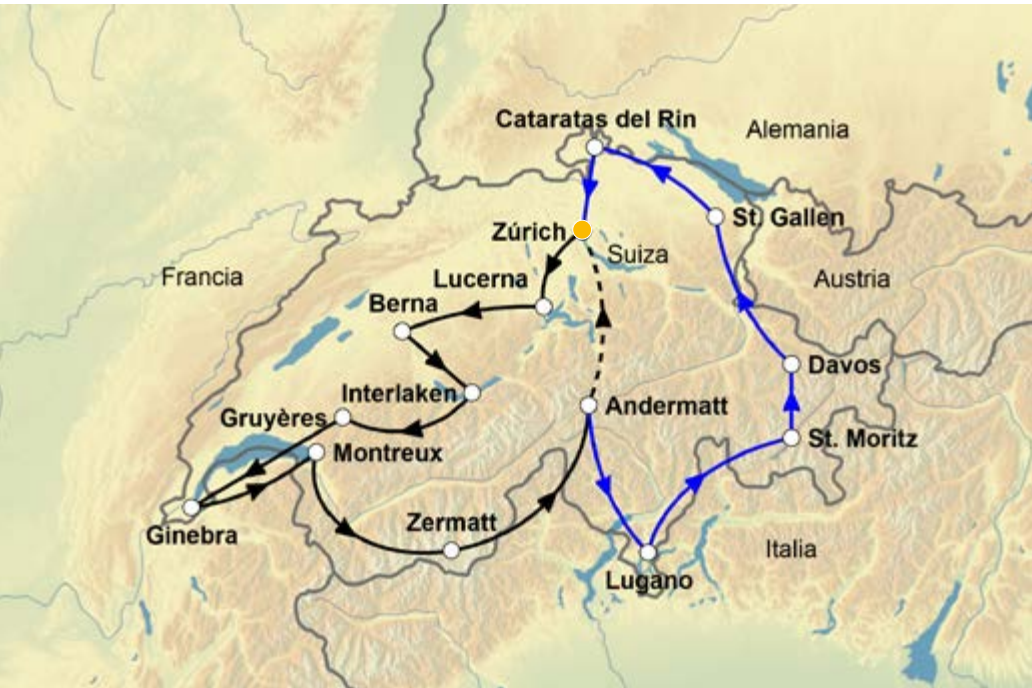 Cataratas del Rin
Alemania
St. Gallen
Zúrich
Suiza
Francia
Lucerna
Austria
Berna
Davos
Interlaken
Andermatt
Gruyères
St. Moritz
Montreux
Zermatt
Ginebra
Italia
Lugano